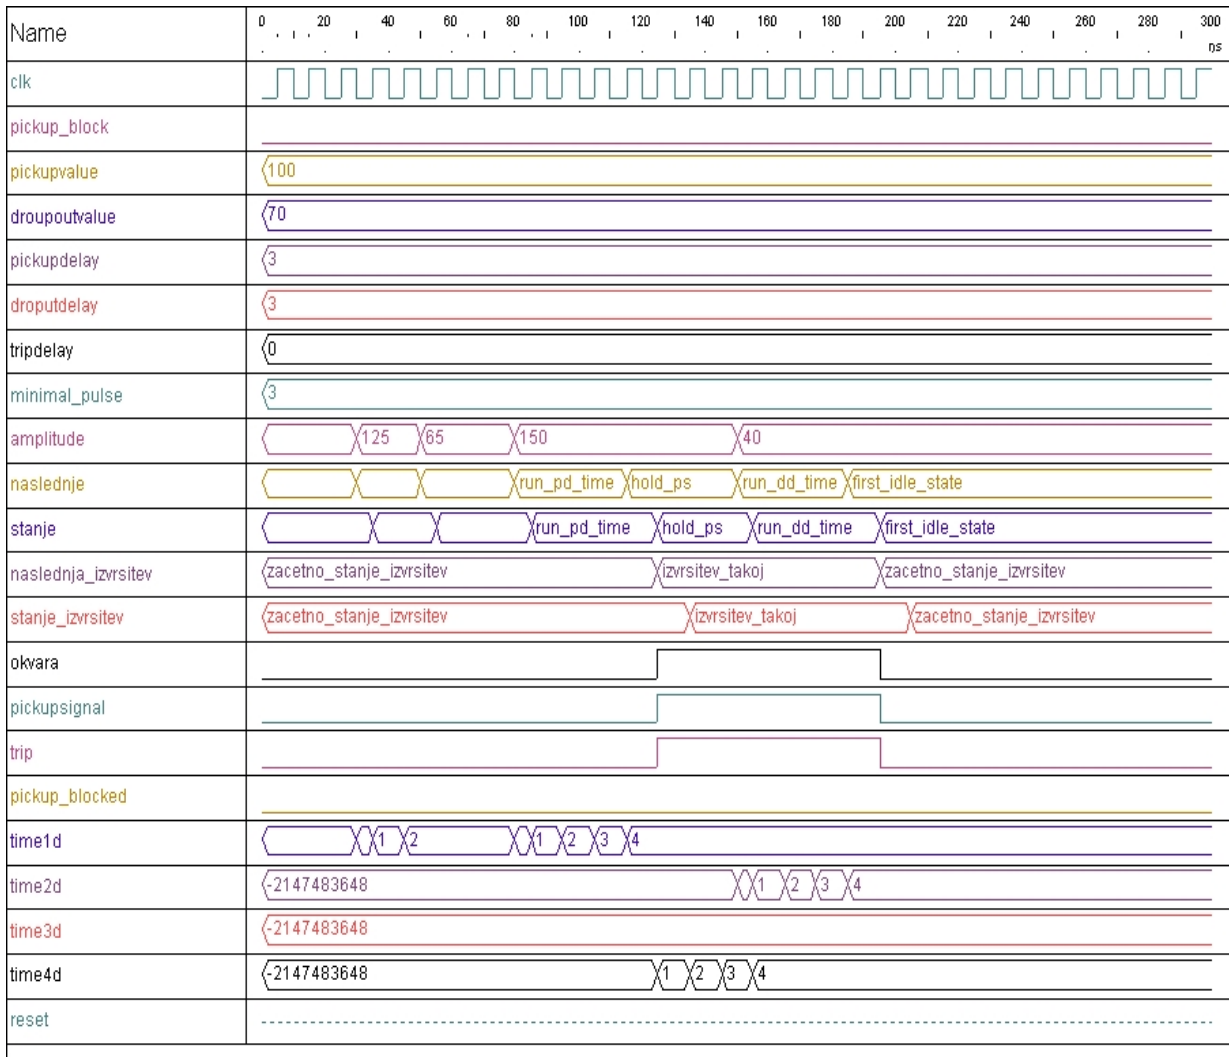 Name 0 20 40 60 80 100 120 140 160 180 200 220 240 260 280 300
ns
clk
pickup_block
pickupvalue 100
droupoutvalue 70
pickupdelay 3
droputdelay 3
tripdelay 0
minimal_pulse 3
amplitude 125 65 150 40
naslednje run_pd_time hold_ps run_dd_time first_idle_state
stanje run_pd_time hold_ps run_dd_time first_idle_state
naslednja_izvrsitev zacetno_stanje_izvrsitev izvrsitev_takoj zacetno_stanje_izvrsitev
stanje_izvrsitev zacetno_stanje_izvrsitev izvrsitev_takoj zacetno_stanje_izvrsitev
okvara
pickupsignal
trip
pickup_blocked
time1d 1 2 1 2 3 4
time2d -2147483648 1 2 3 4
time3d -2147483648
time4d -2147483648 1 2 3 4
reset